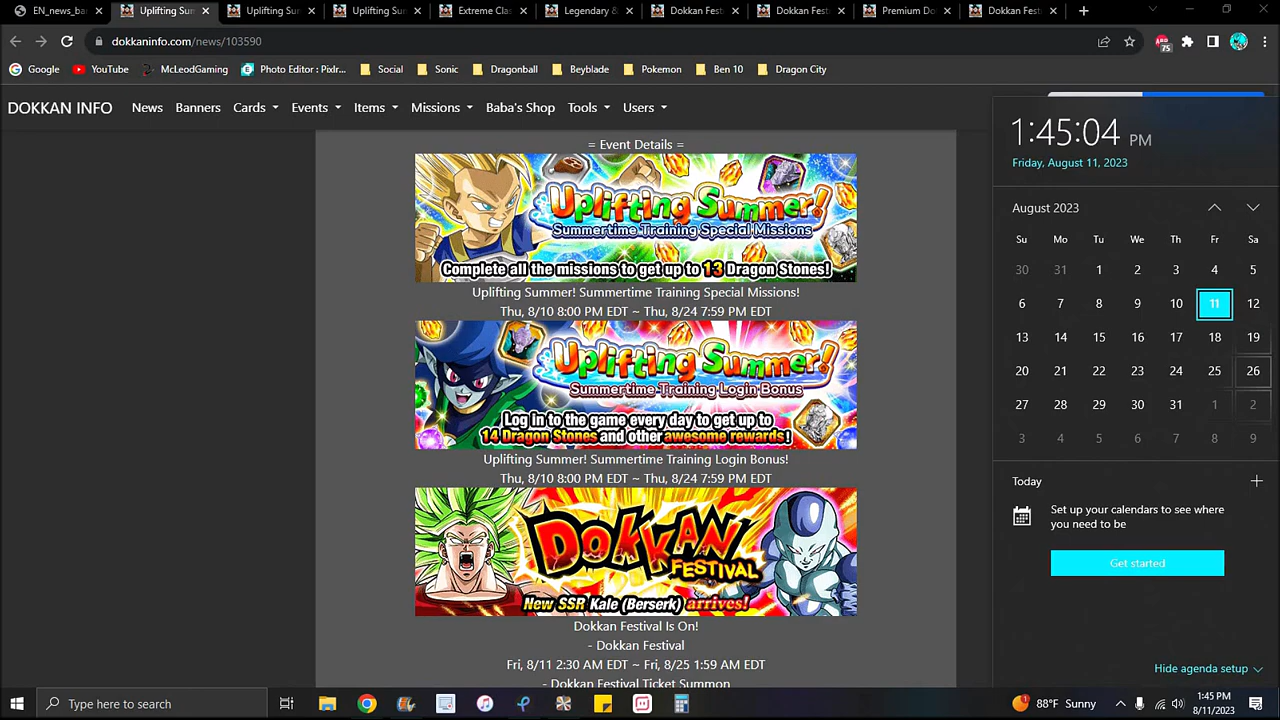 EN_news_ba
Uplifting Sum
Uplifting Sum
Uplifting Sum
Extreme Clas
Legendary &
Dokkan Fest
Dokkan Fest
Premium Do
Dokkan Fest
dokkaninfo.com/news/103590
75
Google
YouTube
McLeodGaming
Photo Editor : Pixlr...
Social
Sonic
Dragonball
Beyblade
Pokemon
Ben 10
Dragon City
DOKKAN INFO
News
Banners
Cards
Events
Items
Missions
Baba's Shop
Tools
Users
= Event Details =
Uplifting Summer!
Summertime Training Special Missions
Complete all the missions to get up to 13 Dragon Stones!
Uplifting Summer! Summertime Training Special Missions!
Thu, 8/10 8:00 PM EDT ~ Thu, 8/24 7:59 PM EDT
Uplifting Summer!
Summertime Training Login Bonus
Log in to the game every day to get up to
14 Dragon Stones and other awesome rewards!
Uplifting Summer! Summertime Training Login Bonus!
Thu, 8/10 8:00 PM EDT ~ Thu, 8/24 7:59 PM EDT
DOKKAN
FESTIVAL
New SSR Kale (Berserk) arrives!
Dokkan Festival Is On!
- Dokkan Festival
Fri, 8/11 2:30 AM EDT ~ Fri, 8/25 1:59 AM EDT
- Dokkan Festival Ticket Summon
1:45:04 PM
Friday, August 11, 2023
August 2023
Su Mo Tu We Th Fr Sa
30 31 1 2 3 4 5
6 7 8 9 10 11 12
13 14 15 16 17 18 19
20 21 22 23 24 25 26
27 28 29 30 31 1 2
3 4 5 6 7 8 9
Today
Set up your calendars to see where
you need to be
Get started
Hide agenda setup
Type here to search
88°F Sunny
1:45 PM
8/11/2023